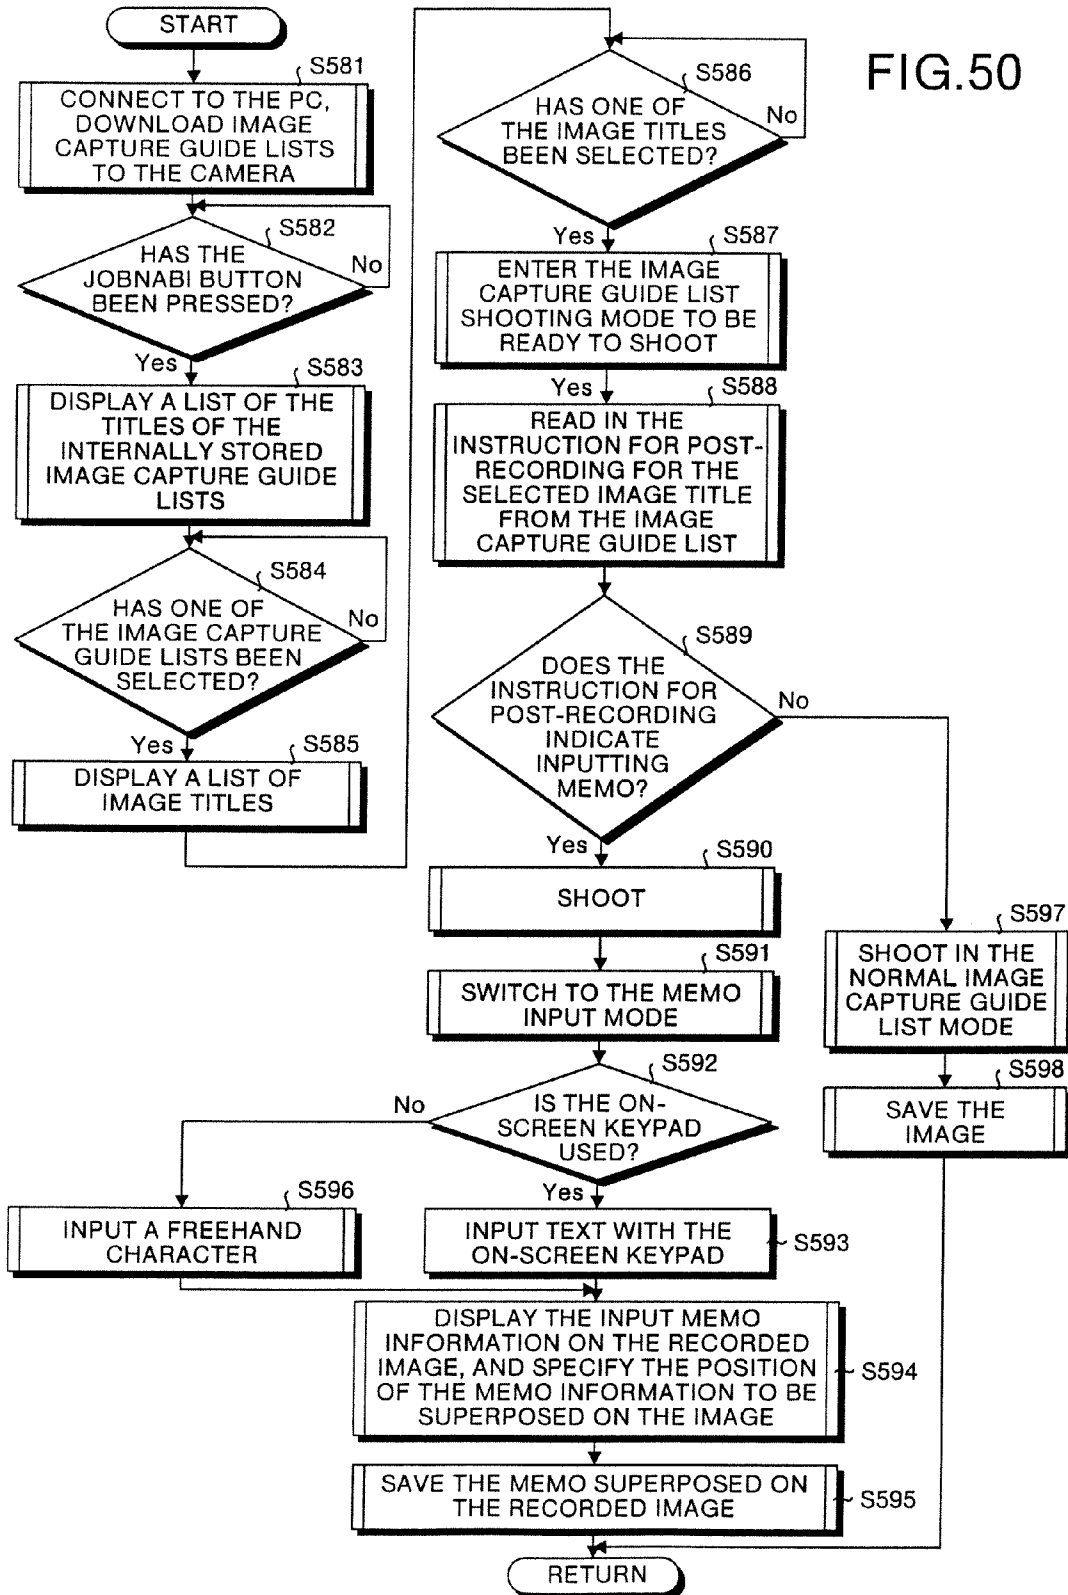 FIG.50
START
S581
CONNECT TO THE PC,
DOWNLOAD IMAGE
CAPTURE GUIDE LISTS
TO THE CAMERA
S582
HAS THE
JOBNABI BUTTON
BEEN PRESSED?
No
Yes
S583
DISPLAY A LIST OF THE
TITLES OF THE
INTERNALLY STORED
IMAGE CAPTURE GUIDE
LISTS
S584
HAS ONE OF
THE IMAGE CAPTURE
GUIDE LISTS BEEN
SELECTED?
No
Yes
S585
DISPLAY A LIST OF
IMAGE TITLES
S586
HAS ONE OF
THE IMAGE TITLES
BEEN SELECTED?
No
Yes
S587
ENTER THE IMAGE
CAPTURE GUIDE LIST
SHOOTING MODE TO BE
READY TO SHOOT
Yes
S588
READ IN THE
INSTRUCTION FOR POST-
RECORDING FOR THE
SELECTED IMAGE TITLE
FROM THE IMAGE
CAPTURE GUIDE LIST
S589
DOES THE
INSTRUCTION FOR
POST-RECORDING
INDICATE
INPUTTING
MEMO?
No
Yes
S590
SHOOT
S591
SWITCH TO THE MEMO
INPUT MODE
S592
IS THE ON-
SCREEN KEYPAD
USED?
No
Yes
S596
INPUT A FREEHAND
CHARACTER
INPUT TEXT WITH THE
ON-SCREEN KEYPAD
S593
DISPLAY THE INPUT MEMO
INFORMATION ON THE RECORDED
IMAGE, AND SPECIFY THE POSITION
OF THE MEMO INFORMATION TO BE
SUPERPOSED ON THE IMAGE
S594
SAVE THE MEMO SUPERPOSED ON
THE RECORDED IMAGE
S595
S597
SHOOT IN THE
NORMAL IMAGE
CAPTURE GUIDE
LIST MODE
S598
SAVE THE
IMAGE
RETURN